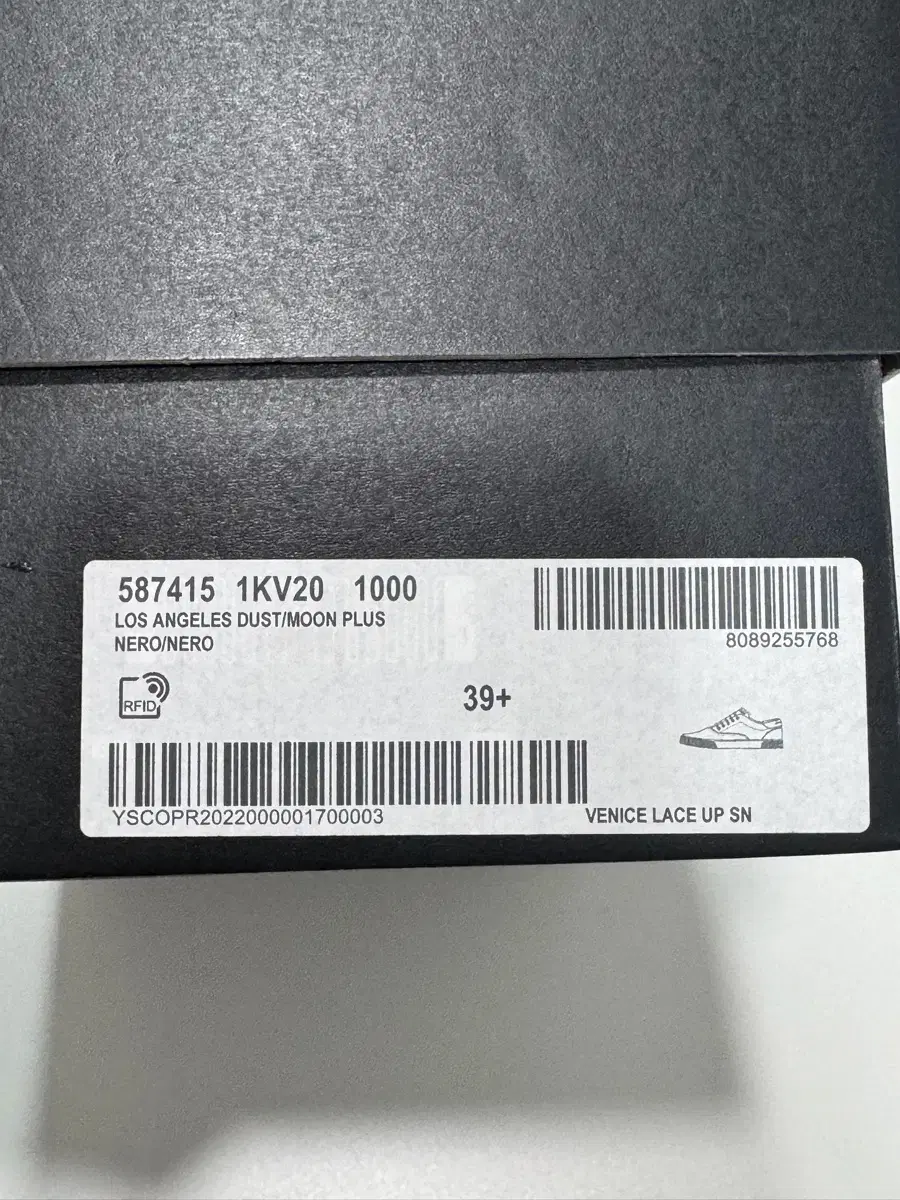 587415 1KV20 1000
LOS ANGELES DUST/MOON PLUS
NERO/NERO
8089255768
RFID
39+
YSCOPR2022000001700003
VENICE LACE UP SN